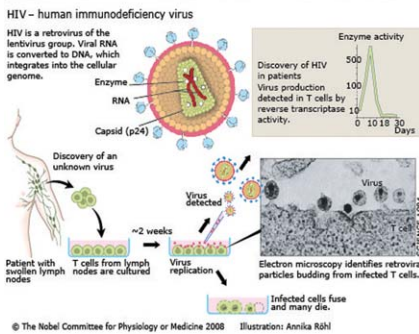 HIV – human immunodeficiency virus
HIV is a retrovirus of the
lentivirus group. Viral RNA
is converted to DNA, which
integrates into the cellular
genome.
Enzyme
RNA
Capsid (p24)
Discovery of HIV
in patients
Virus production
detected in T cells by
reverse transcriptase
activity.
Enzyme activity
500
100
10
0 10 20 30
Days
Discovery of an
unknown virus
Patient with
swollen lymph
nodes
T cells from lymph
nodes are cultured
~2 weeks
Virus
replication
Virus
detected
Virus
T cell
Electron microscopy identifies retrovira
particles budding from infected T cells.
Infected cells fuse
and many die.
© The Nobel Committee for Physiology or Medicine 2008 Illustration: Annika Röhl